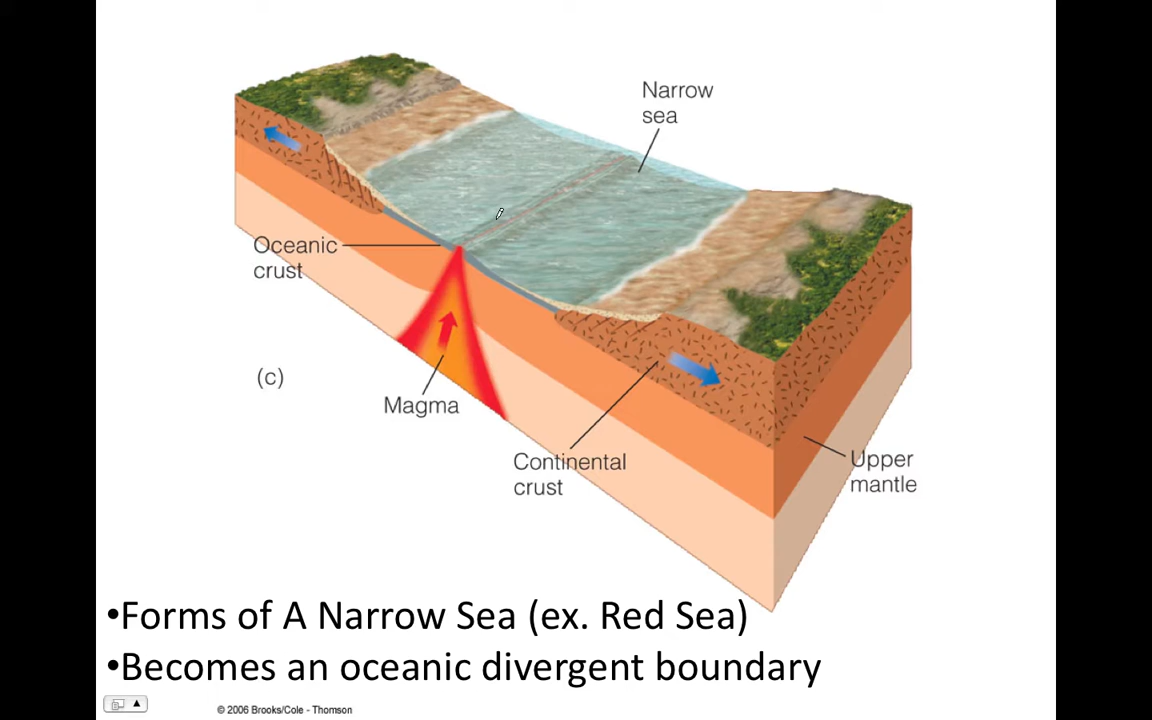 Narrow
sea
Oceanic
crust
(c)
Magma
Continental
crust
Upper
mantle
•Forms of A Narrow Sea (ex. Red Sea)
•Becomes an oceanic divergent boundary
© 2006 Brooks/Cole - Thomson